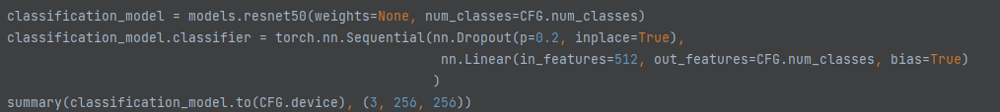 classification_model = models.resnet50(weights=None, num_classes=CFG.num_classes)
classification_model.classifier = torch.nn.Sequential(nn.Dropout(p=0.2, inplace=True),
nn.Linear(in_features=512, out_features=CFG.num_classes, bias=True)
)
summary(classification_model.to(CFG.device), (3, 256, 256))